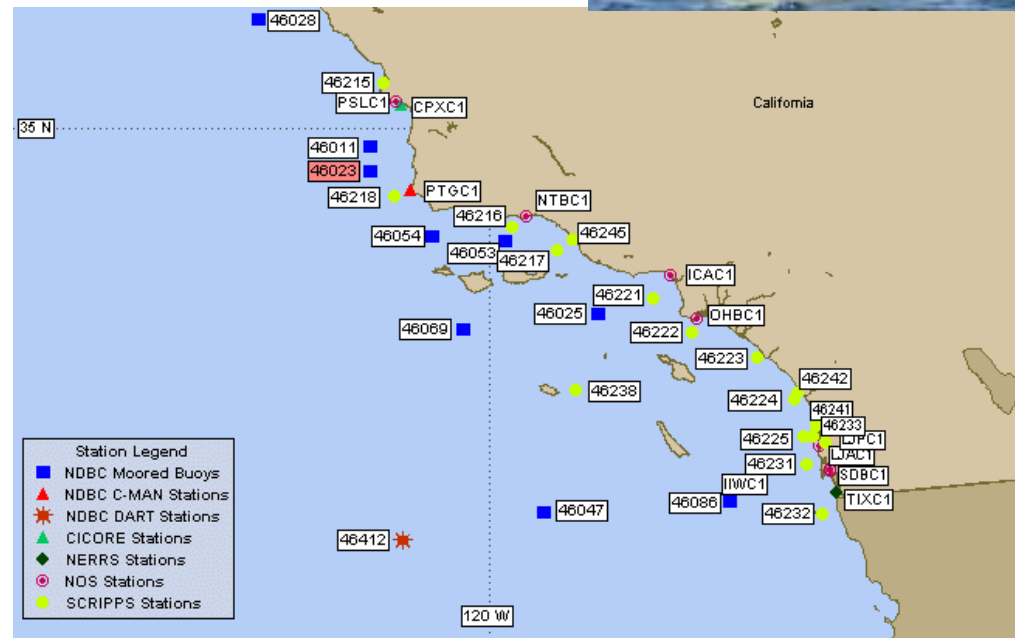 46028
46215
PSLC1
CPXC1
California
35 N
46011
46023
46218
PTGC1
NTBC1
46216
46054
46053
46217
46245
ICAC1
46221
46025
OHBC1
46069
46222
46223
46238
46242
46224
46241
46233
46225
LJPC1
LJAC1
46231
SDBC1
IIWC1
46086
TIXC1
46047
46232
46412
120 W
Station Legend
NDBC Moored Buoys
NDBC C-MAN Stations
NDBC DART Stations
CICORE Stations
NERRS Stations
NOS Stations
SCRIPPS Stations